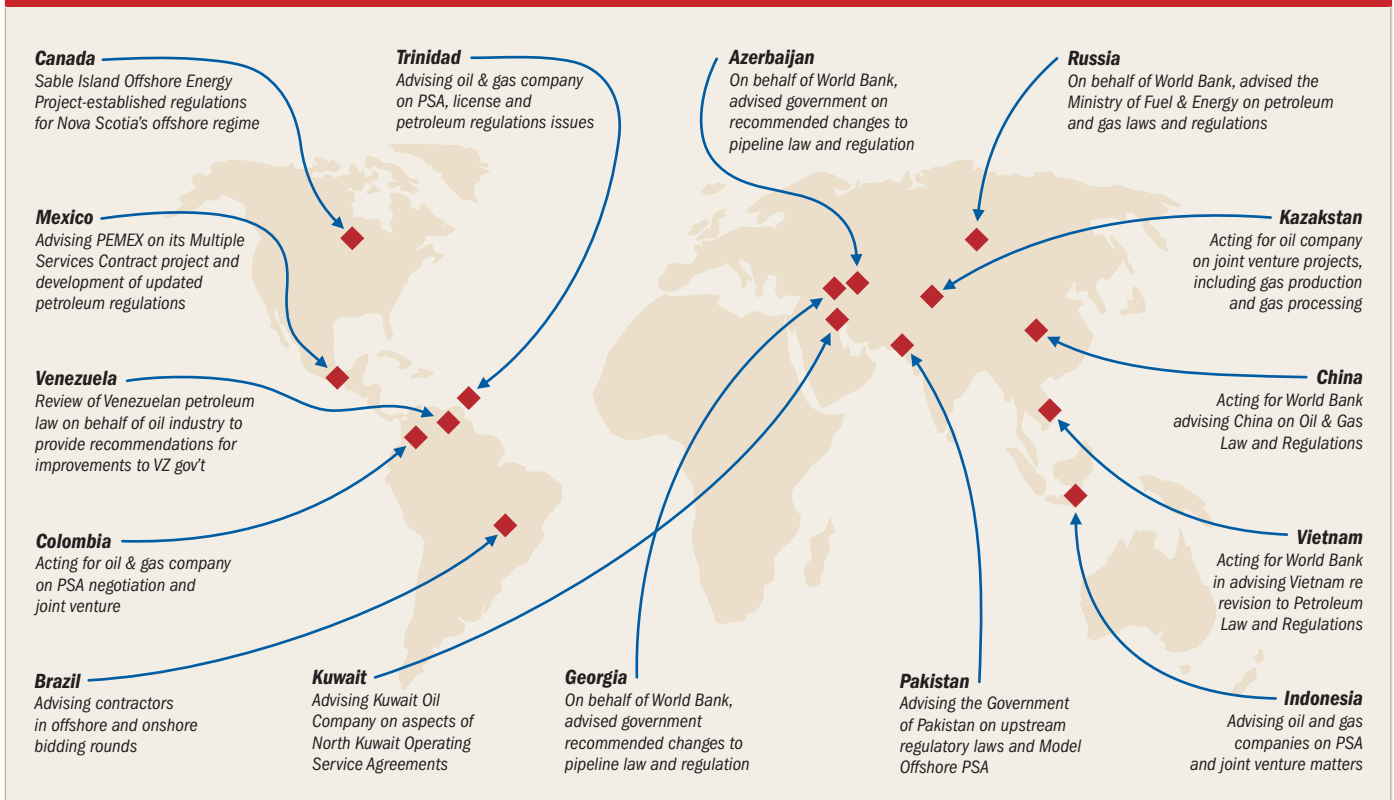 Canada
Sable Island Offshore Energy
Project-established regulations
for Nova Scotia's offshore regime
Trinidad
Advising oil & gas company
on PSA, license and
petroleum regulations issues
Azerbaijan
On behalf of World Bank,
advised government on
recommended changes to
pipeline law and regulation
Russia
On behalf of World Bank, advised the
Ministry of Fuel & Energy on petroleum
and gas laws and regulations
Mexico
Advising PEMEX on its Multiple
Services Contract project and
development of updated
petroleum regulations
Kazakstan
Acting for oil company
on joint venture projects,
including gas production
and gas processing
Venezuela
Review of Venezuelan petroleum
law on behalf of oil industry to
provide recommendations for
improvements to VZ gov't
China
Acting for World Bank
advising China on Oil & Gas
Law and Regulations
Colombia
Acting for oil & gas company
on PSA negotiation and
joint venture
Vietnam
Acting for World Bank
in advising Vietnam re
revision to Petroleum
Law and Regulations
Brazil
Advising contractors
in offshore and onshore
bidding rounds
Kuwait
Advising Kuwait Oil
Company on aspects of
North Kuwait Operating
Service Agreements
Georgia
On behalf of World Bank,
advised government
recommended changes to
pipeline law and regulation
Pakistan
Advising the Government
of Pakistan on upstream
regulatory laws and Model
Offshore PSA
Indonesia
Advising oil and gas
companies on PSA
and joint venture matters